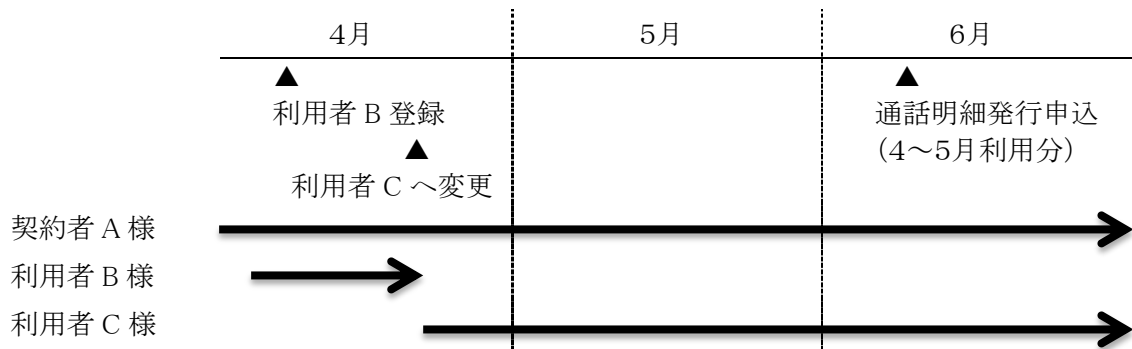 4月
5月
6月
▲
▲
利用者 B 登録
通話明細発行申込
▲
(4～5月利用分)
利用者 C へ変更
契約者 A 様
利用者 B 様
利用者 C 様